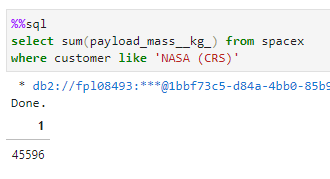 %%sql
select sum(payload_mass__kg_) from spacex
where customer like 'NASA (CRS)'
* db2://fpl08493:***@1bbf73c5-d84a-4bb0-85b9
Done.
1
45596